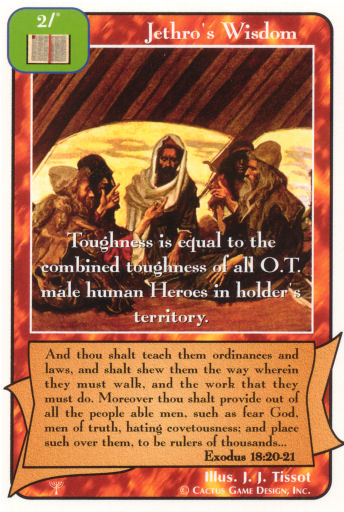 2/*
Jethro's Wisdom
Toughness is equal to the
combined toughness of all O.T.
male human Heroes in holder's
territory.
And thou shalt teach them ordinances and
laws, and shalt shew them the way wherein
they must walk, and the work that they
must do. Moreover thou shalt provide out of
all the people able men, such as fear God,
men of truth, hating covetousness; and place
such over them, to be rulers of thousands...
Exodus 18:20-21
Illus. J. J. Tissot
© Cactus Game Design, Inc.